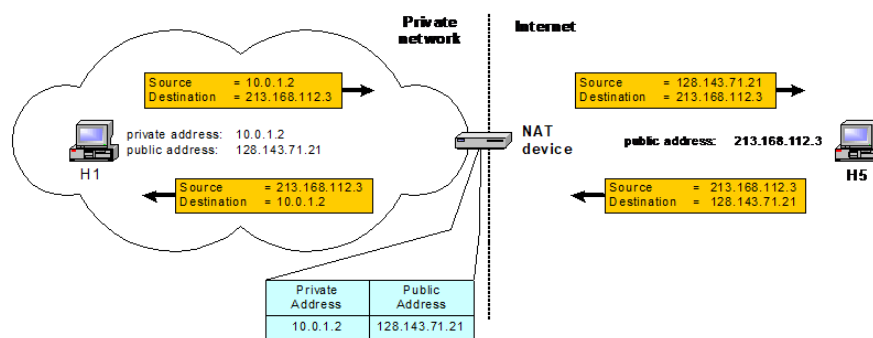 Private
network
Internet
Source = 10.0.1.2
Destination = 213.168.112.3
Source = 128.143.71.21
Destination = 213.168.112.3
private address: 10.0.1.2
public address: 128.143.71.21
H1
NAT
device
public address: 213.168.112.3
H5
Source = 213.168.112.3
Destination = 10.0.1.2
Source = 213.168.112.3
Destination = 128.143.71.21
Private
Address
Public
Address
10.0.1.2 128.143.71.21